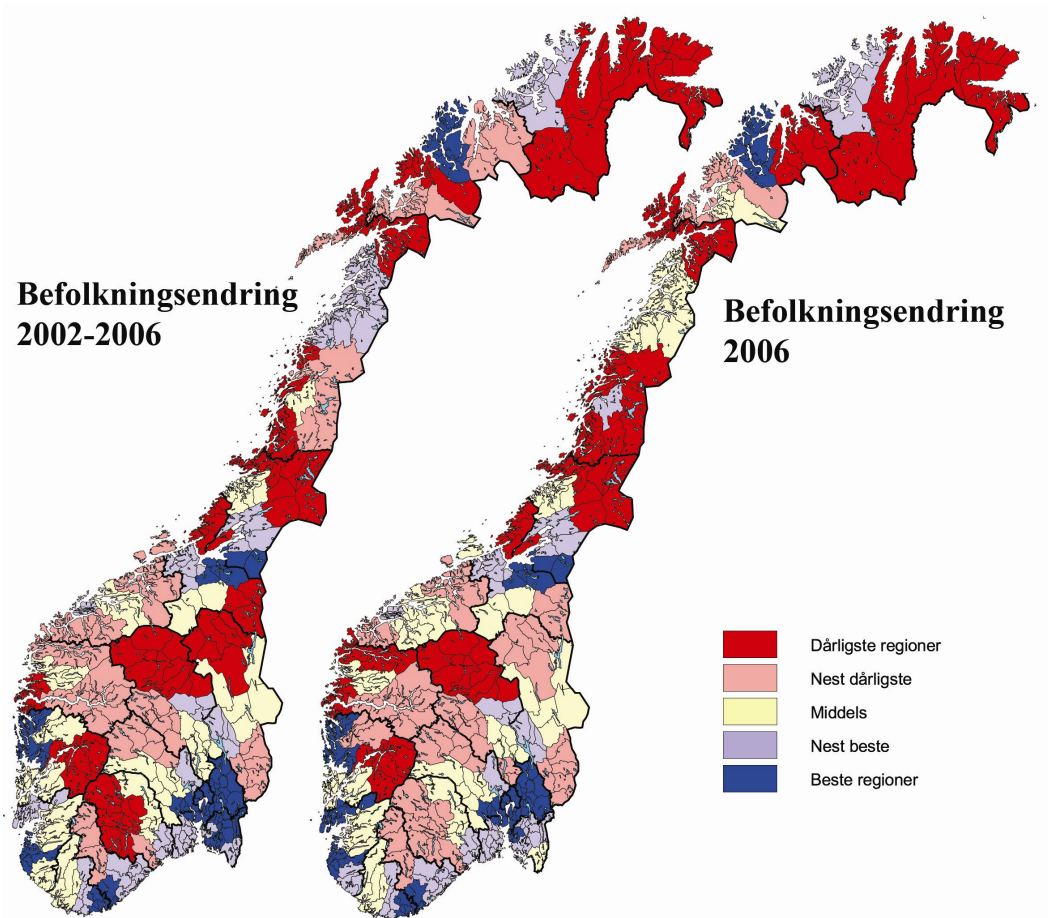 Befolkningsendring
2002-2006
Befolkningsendring
2006
Dårligste regioner
Nest dårligste
Middels
Nest beste
Beste regioner